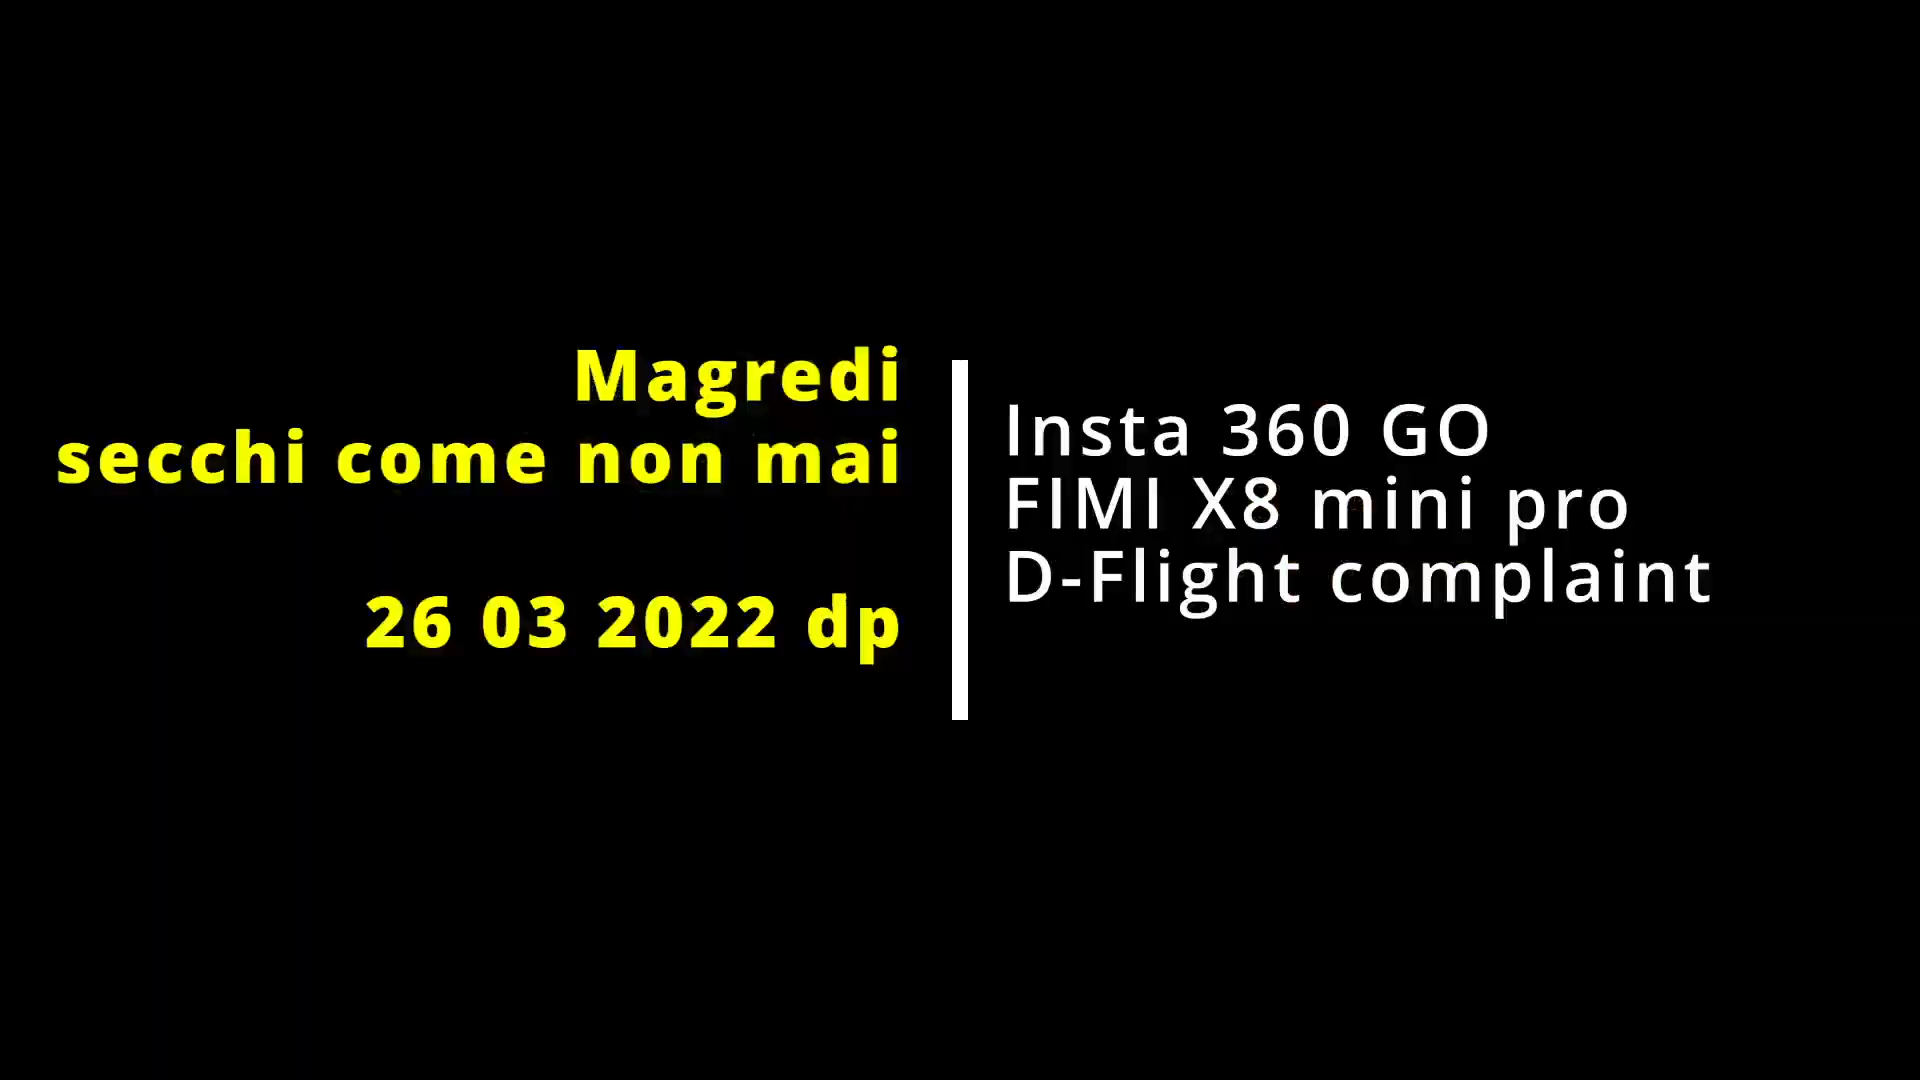 Magredi
secchi come non mai
26 03 2022 dp
Insta 360 GO
FIMI X8 mini pro
D-Flight complaint